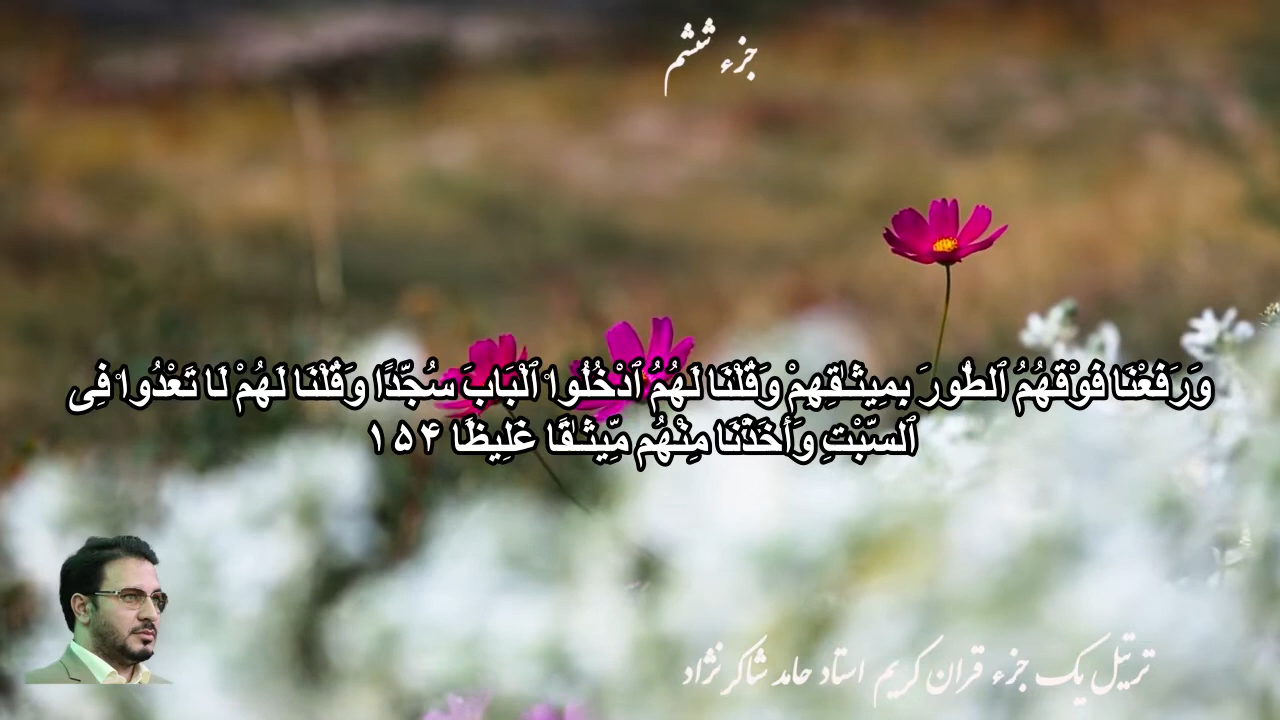 جزء ششم
وَرَفَعْنَا فَوْقَهُمُ ٱلطُّورَ بِمِيثَـٰقِهِمْ وَقُلْنَا لَهُمُ ٱدْخُلُوا۟ ٱلْبَابَ سُجَّدًا وَقُلْنَا لَهُمْ لَا تَعْدُوا۟ فِى
ٱلسَّبْتِ وَأَخَذْنَا مِنْهُم مِّيثَـٰقًا غَلِيظًا ۱۵۴
ترتیل یک جزء قران کریم استاد حامد شاکرنژاد